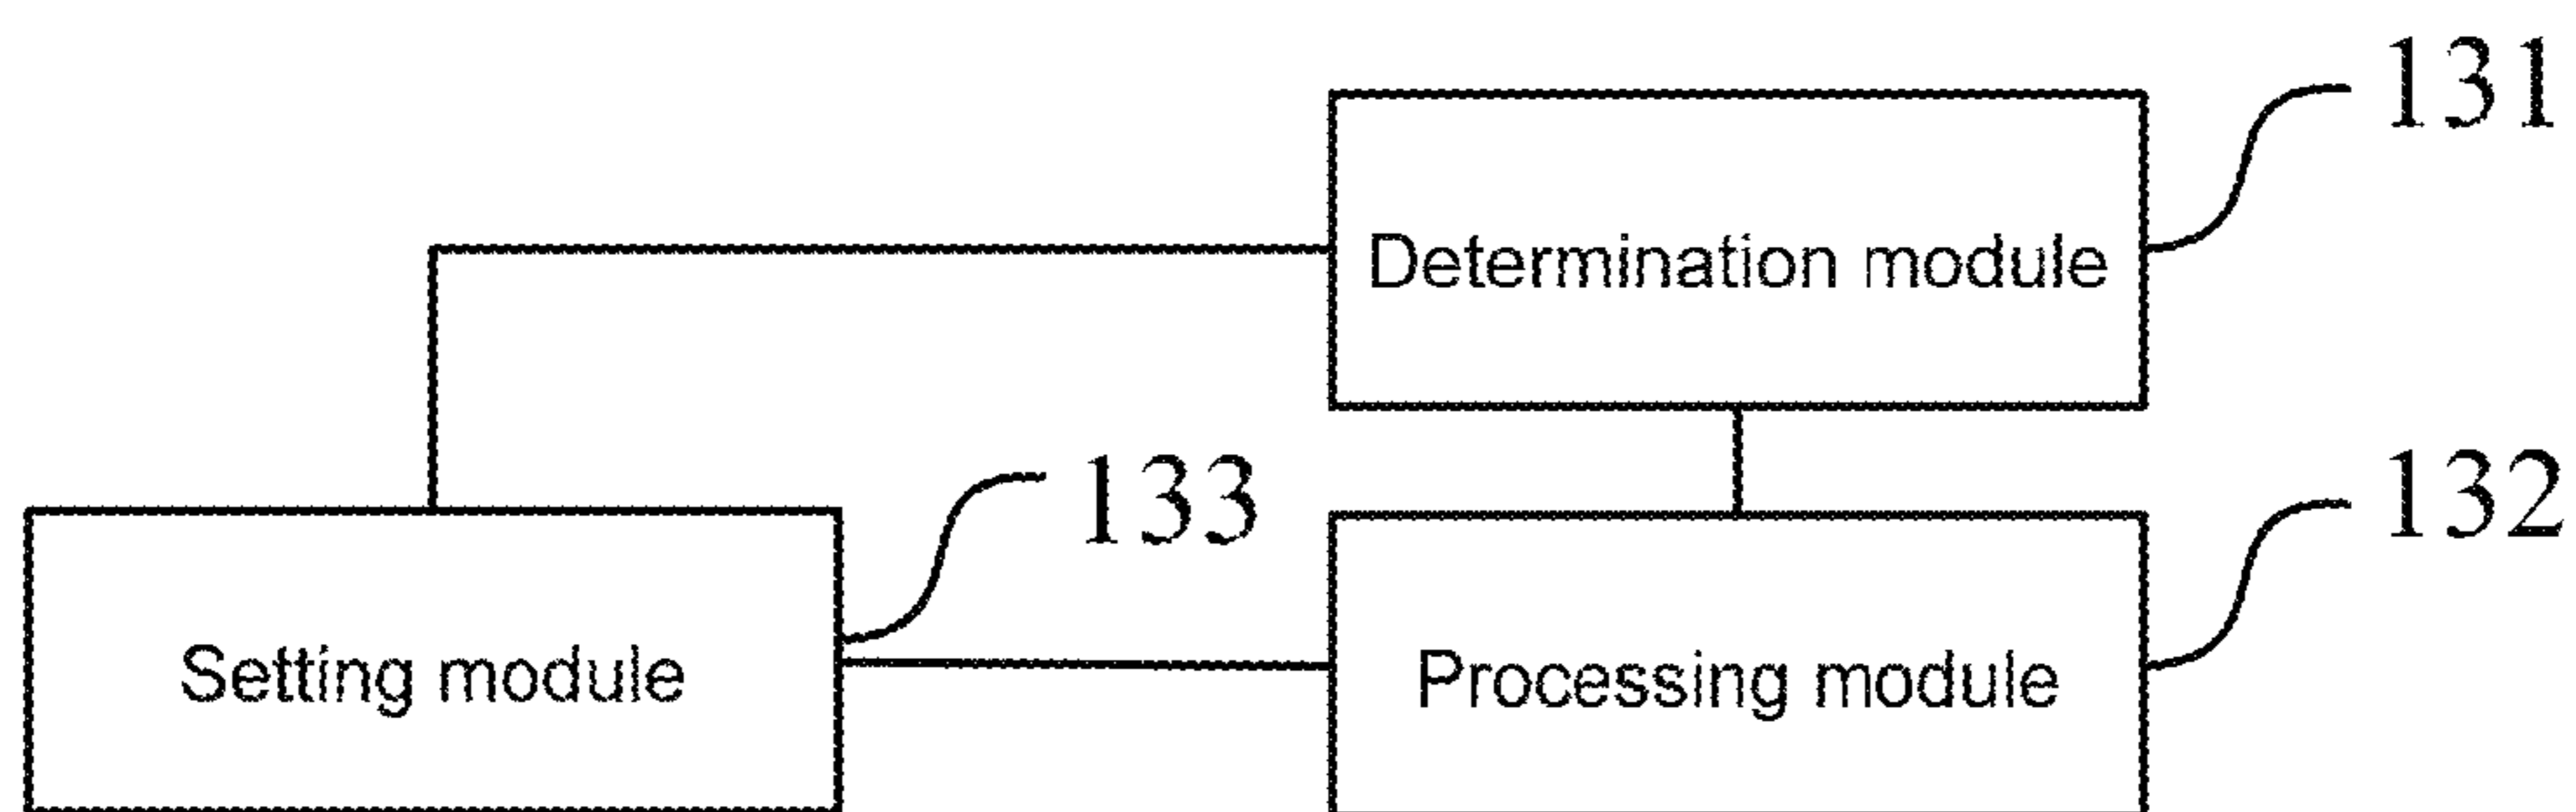 131
Determination module
133
132
Setting module
Processing module